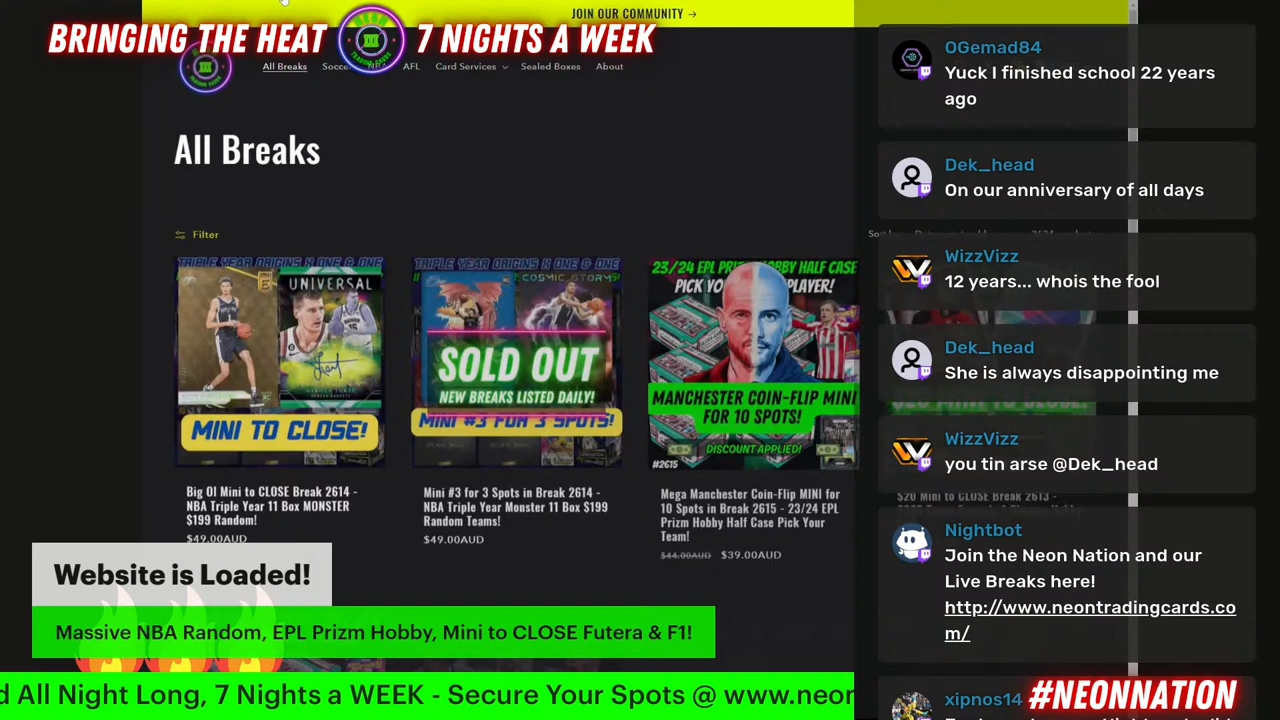 JOIN OUR COMMUNITY →
BRINGING THE HEAT
7 NIGHTS A WEEK
All Breaks
AFL
Card Services
Sealed Boxes
About
All Breaks
Filter
TRIPLE YEAR ORIGINS X ONE & ONE
UNIVERSAL
MINI TO CLOSE!
TRIPLE YEAR ORIGINS X ONE & ONE
COSMIC STORMS
SOLD OUT
NEW BREAKS LISTED DAILY!
MINI #3 FOR 3 SPOTS!
23/24 EPL PRIZM HOBBY HALF CASE
MANCHESTER COIN-FLIP MINI
FOR 10 SPOTS!
DISCOUNT APPLIED!
#2615
Big O1 Mini to CLOSE Break 2614 -
NBA Triple Year 11 Box MONSTER
$199 Random!
$49.00AUD
Mini #3 for 3 Spots in Break 2614 -
NBA Triple Year Monster 11 Box $199
Random Teams!
$49.00AUD
Mega Manchester Coin-Flip MINI for
10 Spots in Break 2615 - 23/24 EPL
Prizm Hobby Half Case Pick Your
Team!
$44.00AUD $39.00AUD
$20 Mini to CLOSE Break 2613 -
Website is Loaded!
Massive NBA Random, EPL Prizm Hobby, Mini to CLOSE Futera & F1!
d All Night Long, 7 Nights a WEEK - Secure Your Spots @ www.neon
OGemad84
Yuck I finished school 22 years
ago
Dek_head
On our anniversary of all days
WizzVizz
12 years... whois the fool
Dek_head
She is always disappointing me
WizzVizz
you tin arse @Dek_head
Nightbot
Join the Neon Nation and our
Live Breaks here!
http://www.neontradingcards.co
m/
xipnos14
#NEONNATION